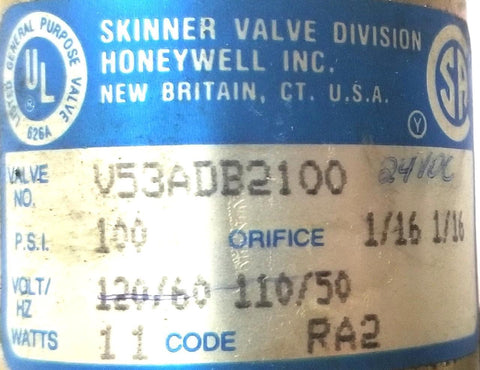 SKINNER VALVE DIVISION
HONEYWELL INC.
NEW BRITAIN, CT. U.S.A.
LISTED GENERAL PURPOSE VALVE
UL
®
626A
SA
Y
VALVE NO. V53ADB2100 24VDC
P.S.I. 100 ORIFICE 1/16 1/16
VOLT/HZ 120/60 110/50
WATTS 11 CODE RA2